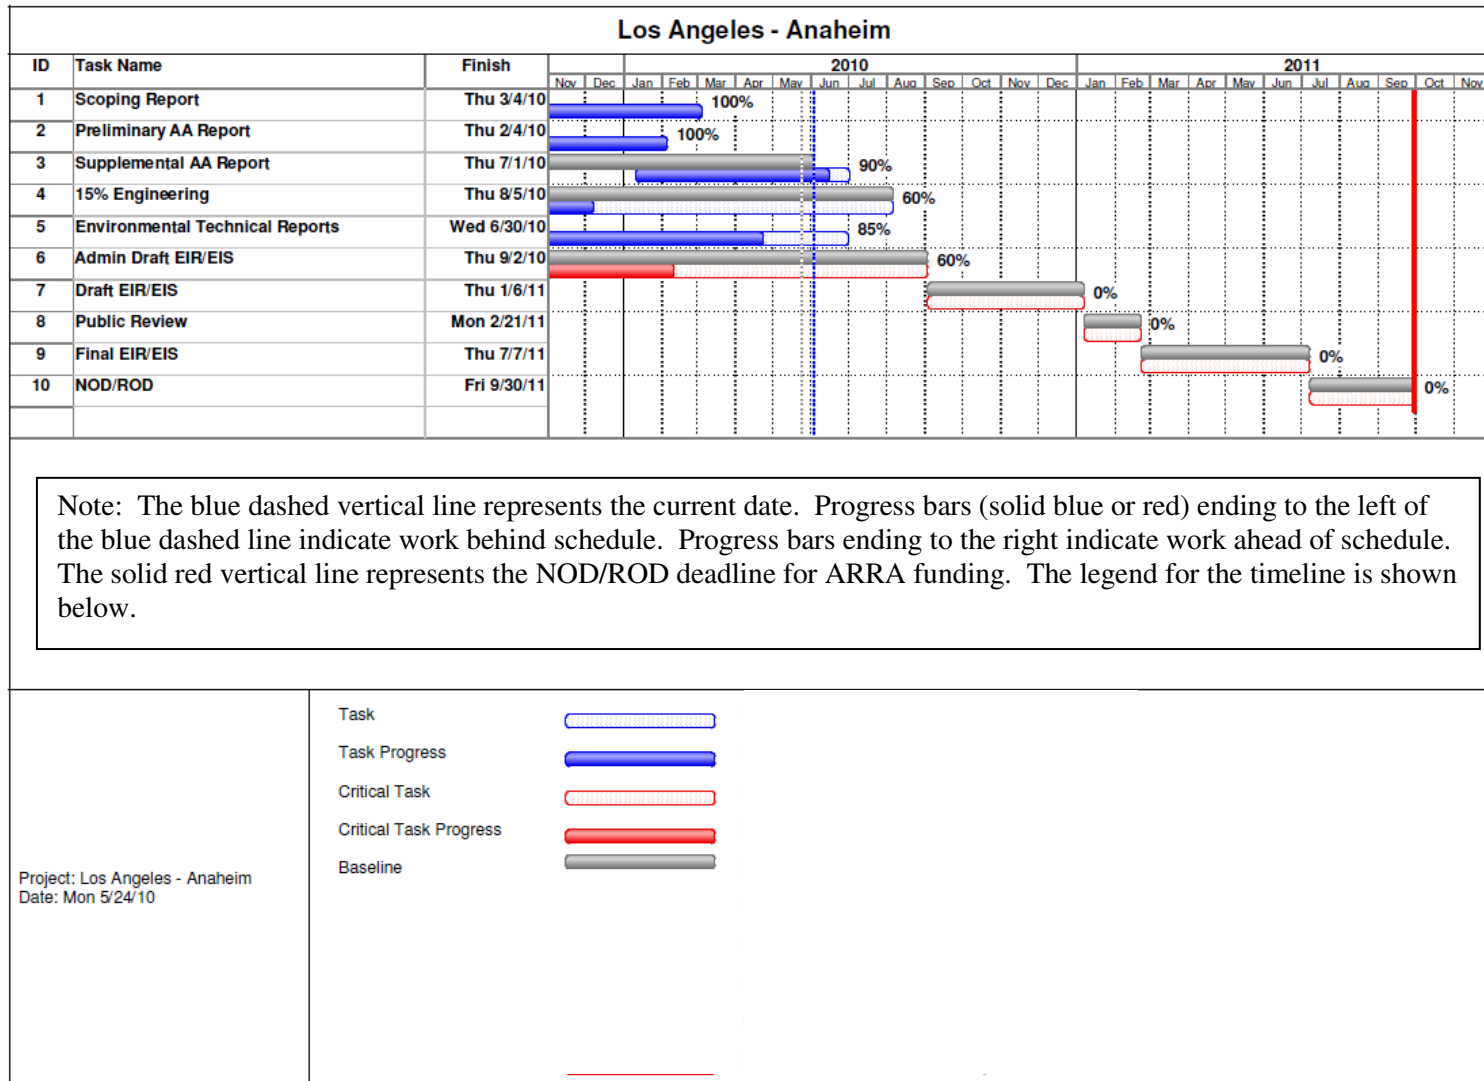 Los Angeles - Anaheim
ID Task Name Finish 2010 2011
Nov Dec Jan Feb Mar Apr May Jun Jul Aug Sep Oct Nov Dec Jan Feb Mar Apr May Jun Jul Aug Sep Oct Nov
1 Scoping Report Thu 3/4/10 100%
2 Preliminary AA Report Thu 2/4/10 100%
3 Supplemental AA Report Thu 7/1/10 90%
4 15% Engineering Thu 8/5/10 60%
5 Environmental Technical Reports Wed 6/30/10 85%
6 Admin Draft EIR/EIS Thu 9/2/10 60%
7 Draft EIR/EIS Thu 1/6/11 0%
8 Public Review Mon 2/21/11 0%
9 Final EIR/EIS Thu 7/7/11 0%
10 NOD/ROD Fri 9/30/11 0%
Note: The blue dashed vertical line represents the current date. Progress bars (solid blue or red) ending to the left of
the blue dashed line indicate work behind schedule. Progress bars ending to the right indicate work ahead of schedule.
The solid red vertical line represents the NOD/ROD deadline for ARRA funding. The legend for the timeline is shown
below.
Task
Task Progress
Critical Task
Critical Task Progress
Baseline
Project: Los Angeles - Anaheim
Date: Mon 5/24/10